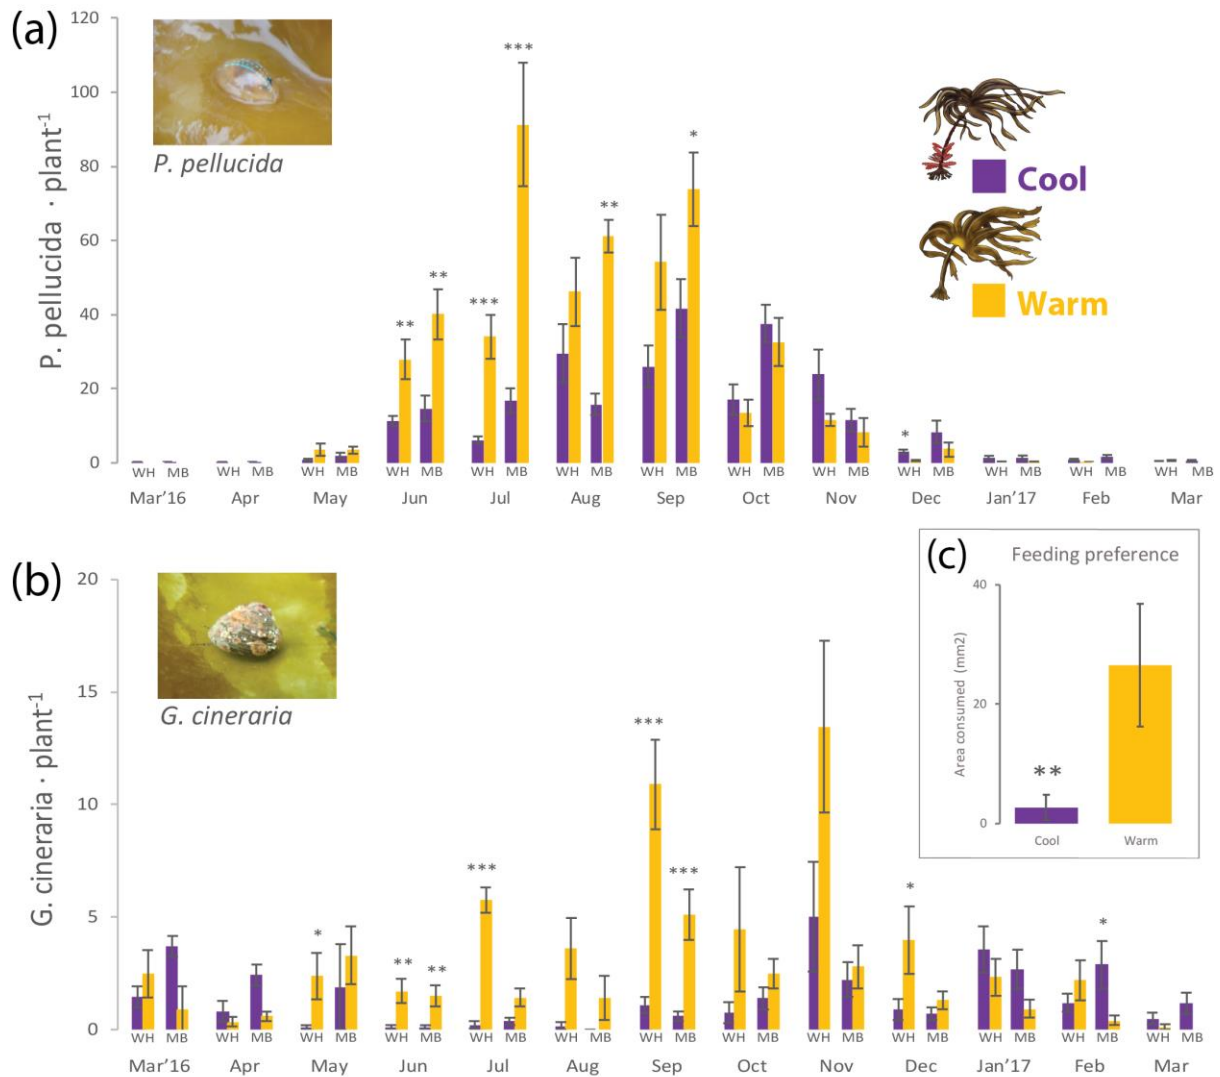 (a)
120
100
80
60
40
20
0
P. pellucida · plant-1
P. pellucida
***
*
**
**
***
**
*
Cool
Warm
WH MB WH MB WH MB WH MB WH MB WH MB WH MB WH MB WH MB WH MB WH MB WH MB WH MB
Mar'16 Apr May Jun Jul Aug Sep Oct Nov Dec Jan'17 Feb Mar
(b)
20
15
10
5
0
G. cineraria · plant-1
G. cineraria
***
***
***
*
**
**
*
*
WH MB WH MB WH MB WH MB WH MB WH MB WH MB WH MB WH MB WH MB WH MB WH MB WH MB
Mar'16 Apr May Jun Jul Aug Sep Oct Nov Dec Jan'17 Feb Mar
(c)
Feeding preference
40
20
0
Area consumed (mm2)
**
Cool Warm